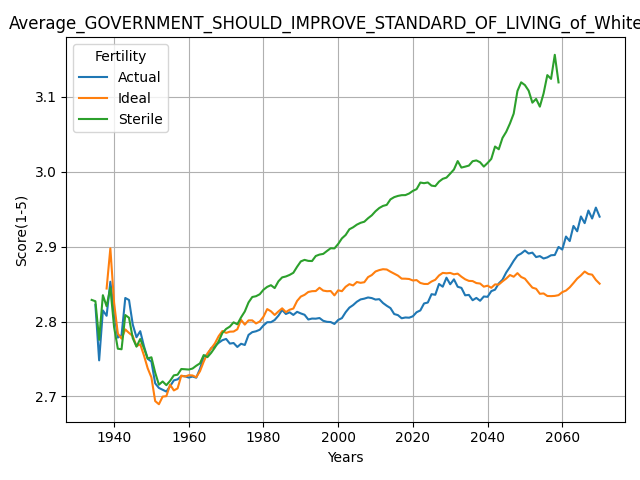 Average_GOVERNMENT_SHOULD_IMPROVE_STANDARD_OF_LIVING_of_White
Fertility
Actual
Ideal
Sterile
Score(1-5)
3.1
3.0
2.9
2.8
2.7
1940 1960 1980 2000 2020 2040 2060
Years